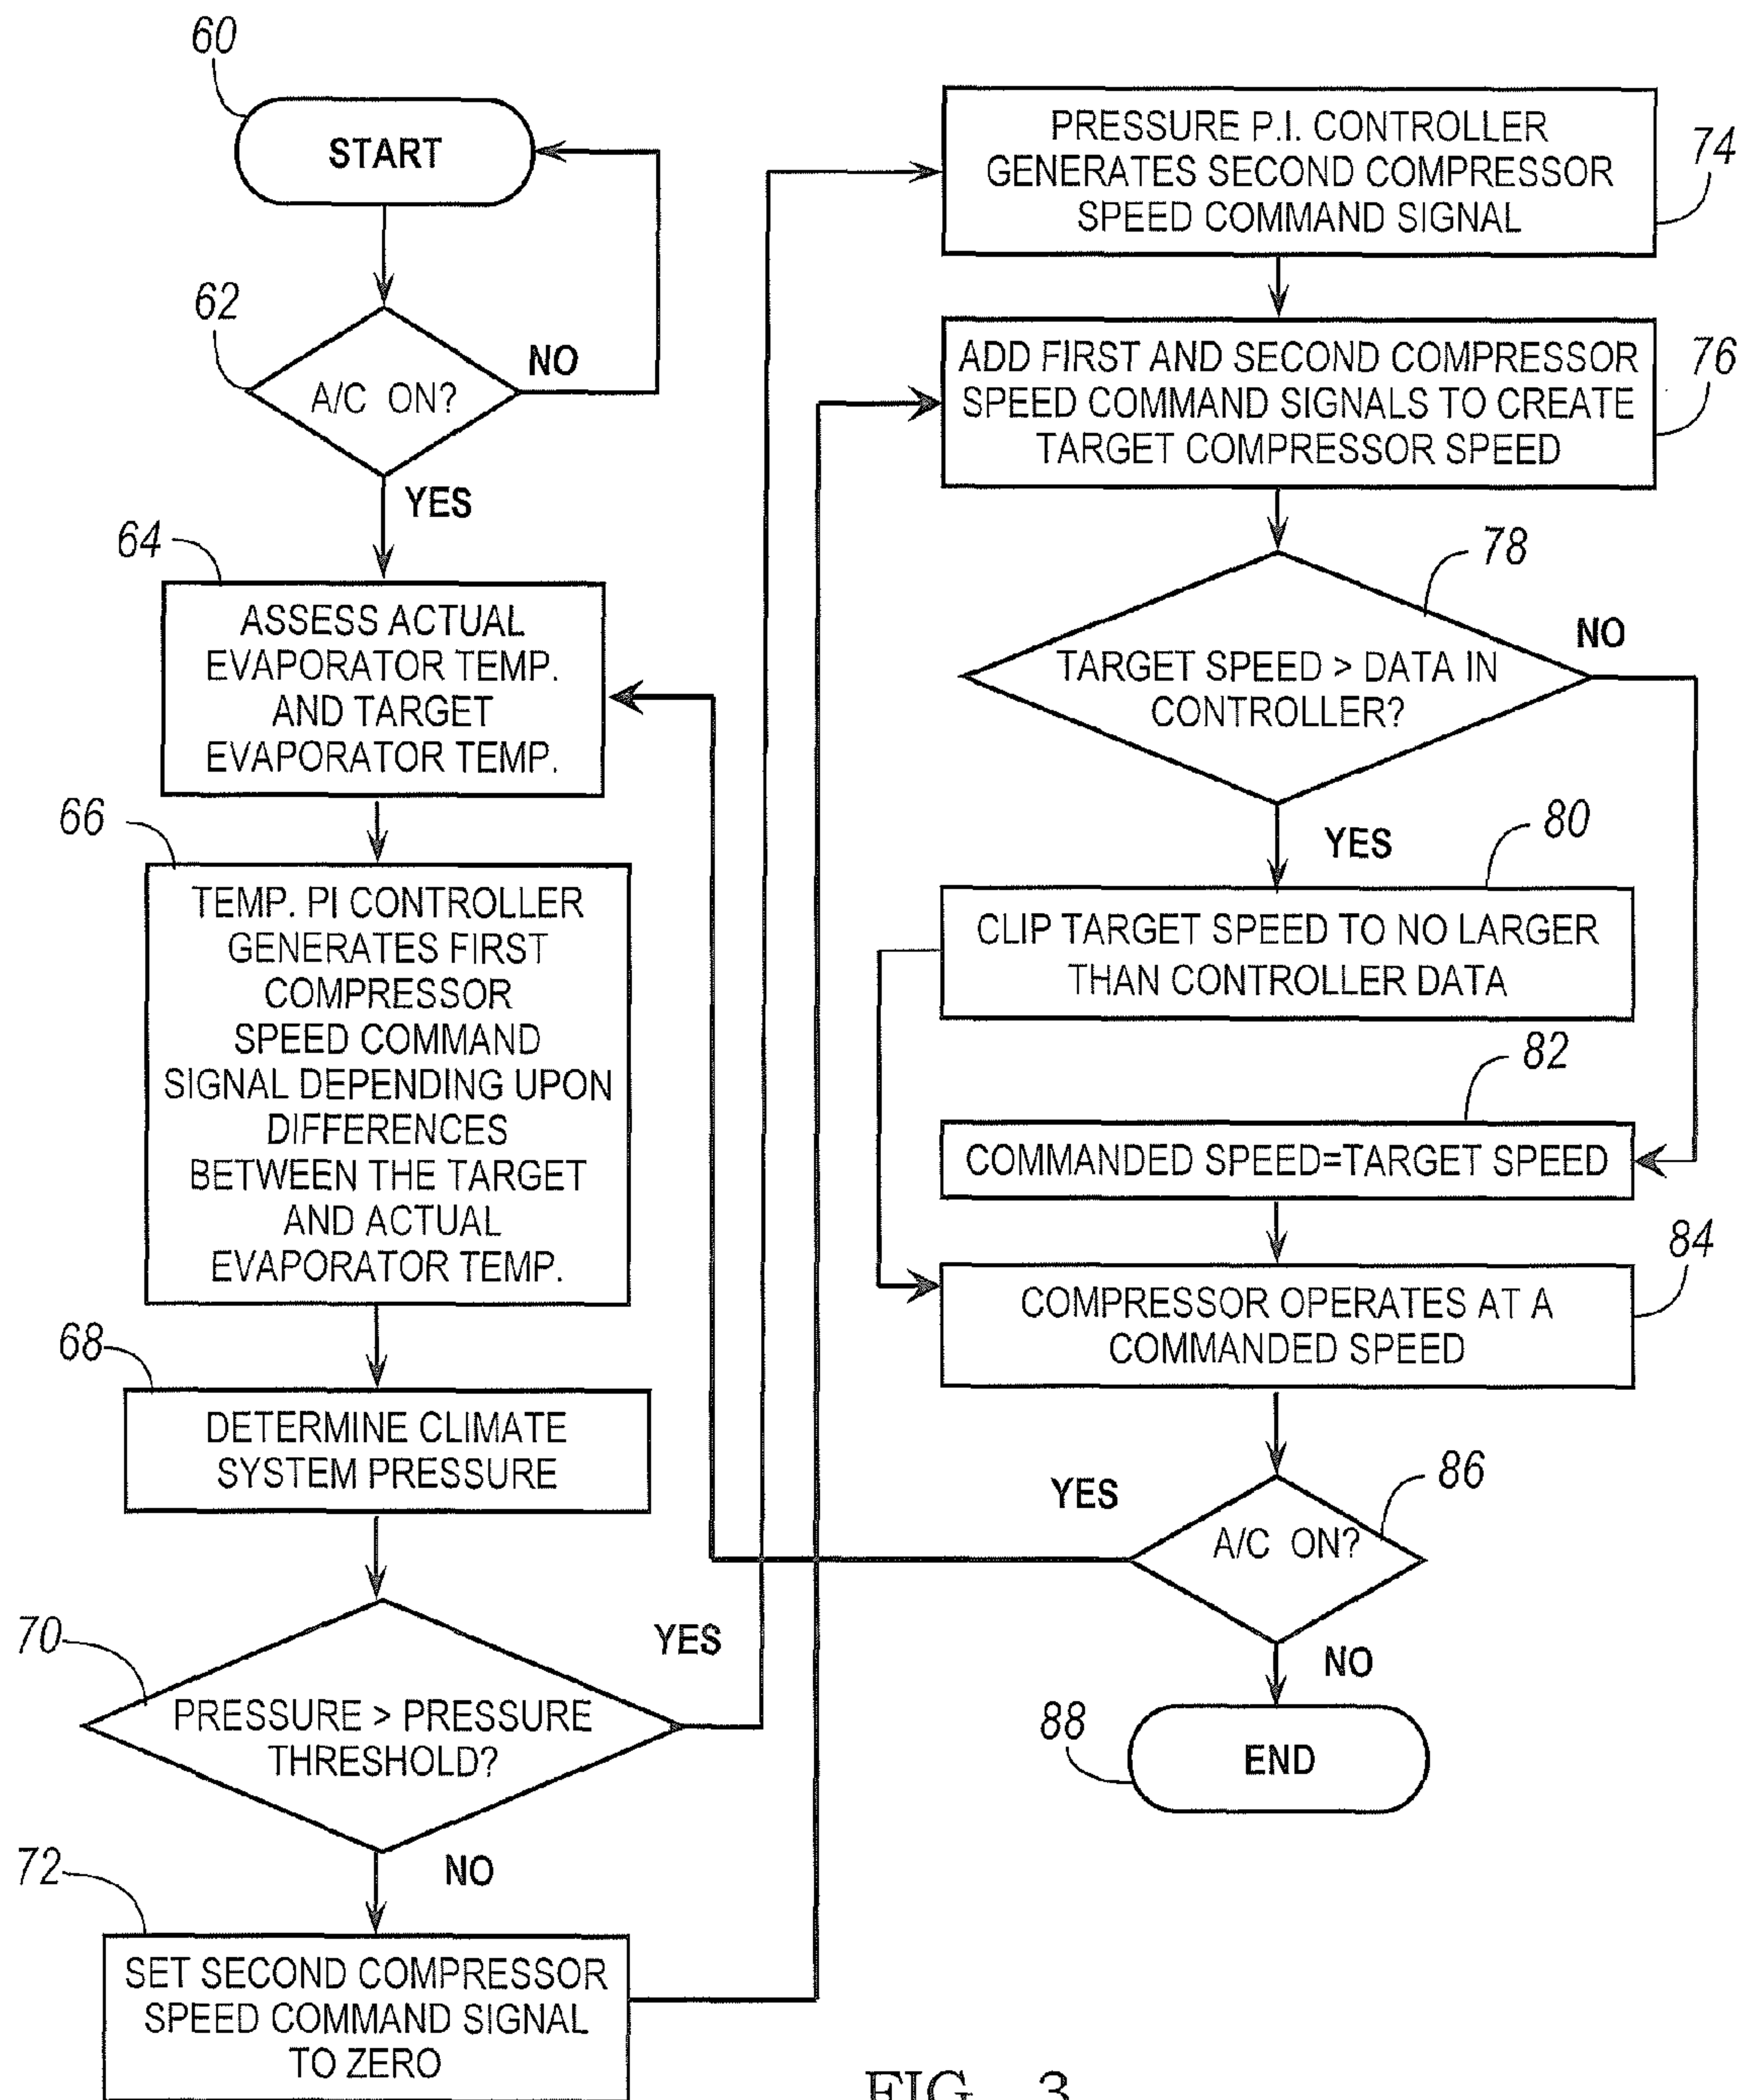 60
START
62
A/C ON?
NO
YES
64
ASSESS ACTUAL
EVAPORATOR TEMP.
AND TARGET
EVAPORATOR TEMP.
66
TEMP. PI CONTROLLER
GENERATES FIRST
COMPRESSOR
SPEED COMMAND
SIGNAL DEPENDING UPON
DIFFERENCES
BETWEEN THE TARGET
AND ACTUAL
EVAPORATOR TEMP.
68
DETERMINE CLIMATE
SYSTEM PRESSURE
70
PRESSURE > PRESSURE
THRESHOLD?
YES
NO
72
SET SECOND COMPRESSOR
SPEED COMMAND SIGNAL
TO ZERO
PRESSURE P.I. CONTROLLER
GENERATES SECOND COMPRESSOR
SPEED COMMAND SIGNAL
74
ADD FIRST AND SECOND COMPRESSOR
SPEED COMMAND SIGNALS TO CREATE
TARGET COMPRESSOR SPEED
76
78
TARGET SPEED > DATA IN
CONTROLLER?
NO
YES
80
CLIP TARGET SPEED TO NO LARGER
THAN CONTROLLER DATA
82
COMMANDED SPEED=TARGET SPEED
84
COMPRESSOR OPERATES AT A
COMMANDED SPEED
86
A/C ON?
YES
NO
88
END
FIG. 3